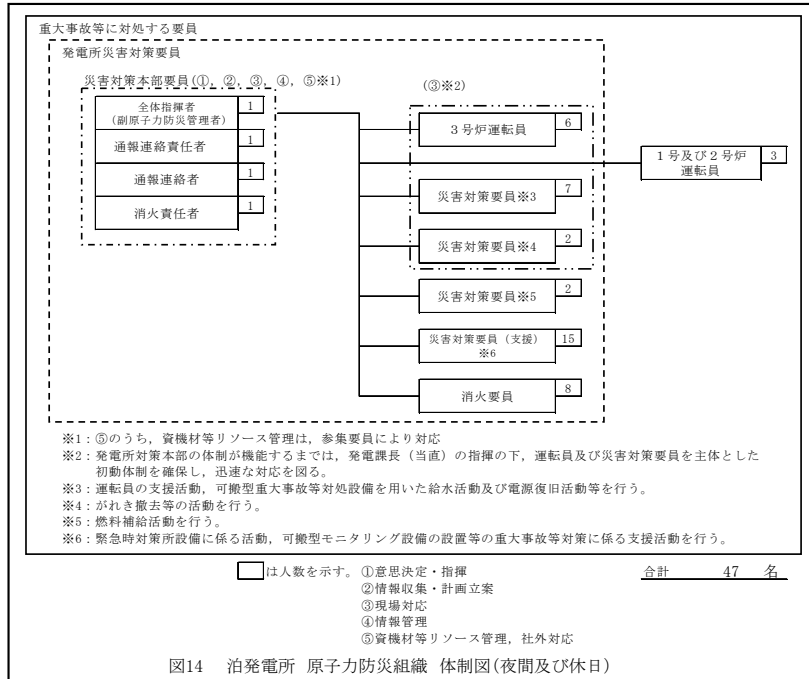 重大事故等に対処する要員
発電所災害対策要員
災害対策本部要員(①，②，③，④，⑤※1)
(③※2)
全体指揮者
(副原子力防災管理者)
1
通報連絡責任者
1
通報連絡者
1
消火責任者
1
3号炉運転員
6
1号及び2号炉
運転員
3
災害対策要員※3
7
災害対策要員※4
2
災害対策要員※5
2
災害対策要員（支援）
※6
15
消火要員
8
※1：⑤のうち，資機材等リソース管理は，参集要員により対応
※2：発電所対策本部の体制が機能するまでは，発電課長（当直）の指揮の下，運転員及び災害対策要員を主体とした
初動体制を確保し，迅速な対応を図る。
※3：運転員の支援活動，可搬型重大事故等対処設備を用いた給水活動及び電源復旧活動等を行う。
※4：がれき撤去等の活動を行う。
※5：燃料補給活動を行う。
※6：緊急時対策所設備に係る活動，可搬型モニタリング設備の設置等の重大事故等対策に係る支援活動を行う。
は人数を示す。 ①意思決定・指揮
合計 47 名
②情報収集・計画立案
③現場対応
④情報管理
⑤資機材等リソース管理，社外対応
図14 泊発電所 原子力防災組織 体制図(夜間及び休日)